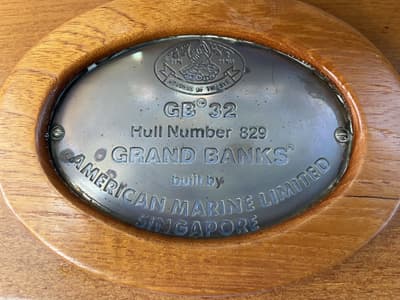 GB® 32
Hull Number 829
GRAND BANKS®
built by
AMERICAN MARINE LIMITED
SINGAPORE